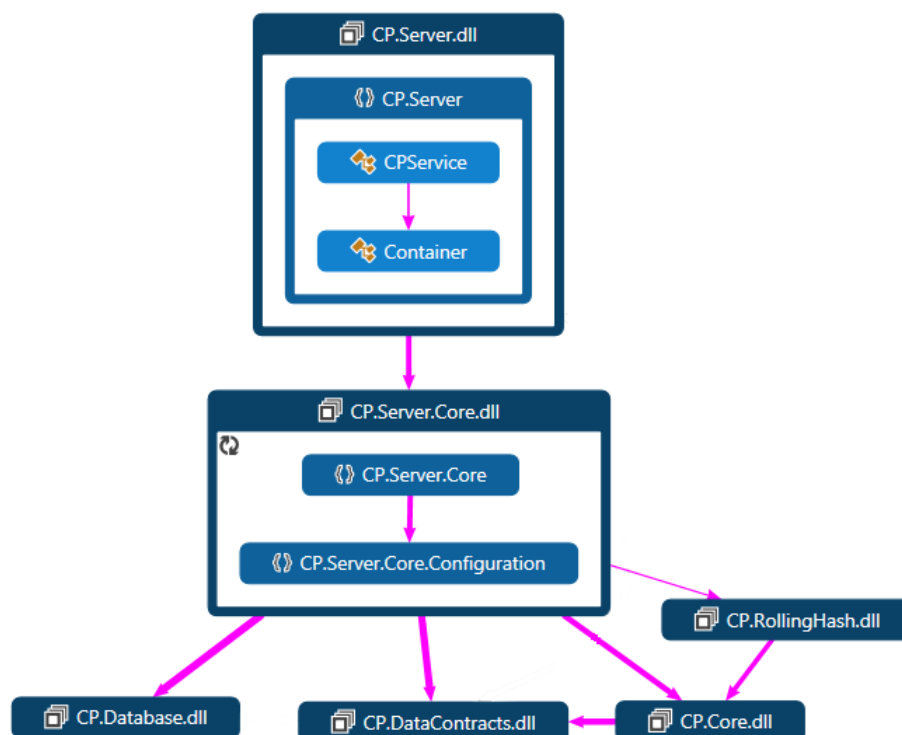 CP.Server.dll
CP.Server
CPService
Container
CP.Server.Core.dll
CP.Server.Core
CP.Server.Core.Configuration
CP.RollingHash.dll
CP.Database.dll
CP.DataContracts.dll
CP.Core.dll